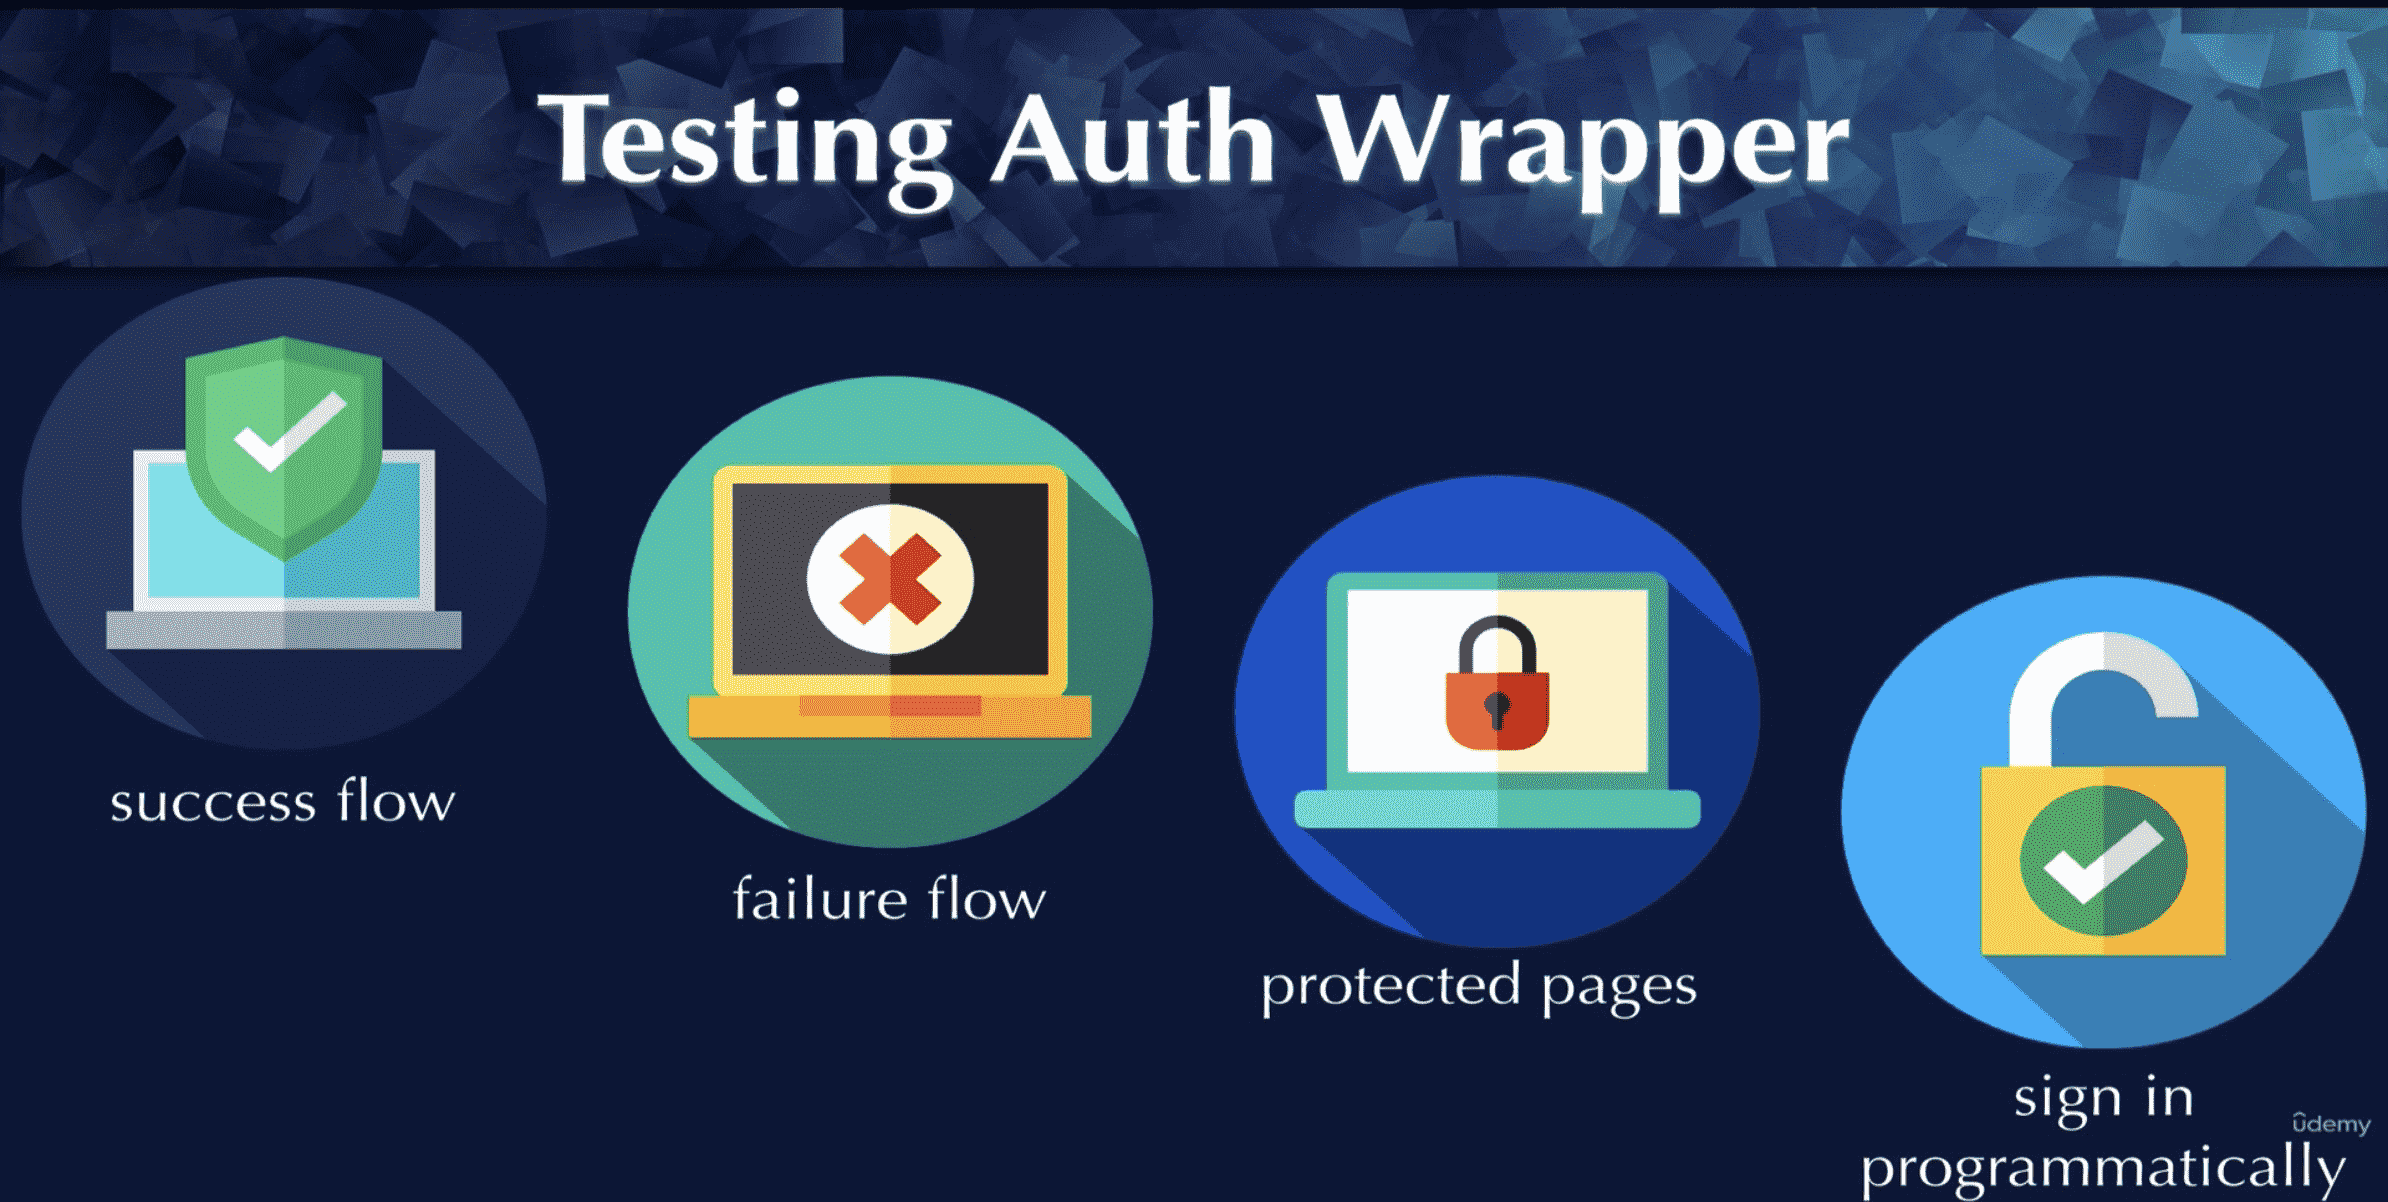 Testing Auth Wrapper
success flow
failure flow
protected pages
sign in
programmatically
ûdemy